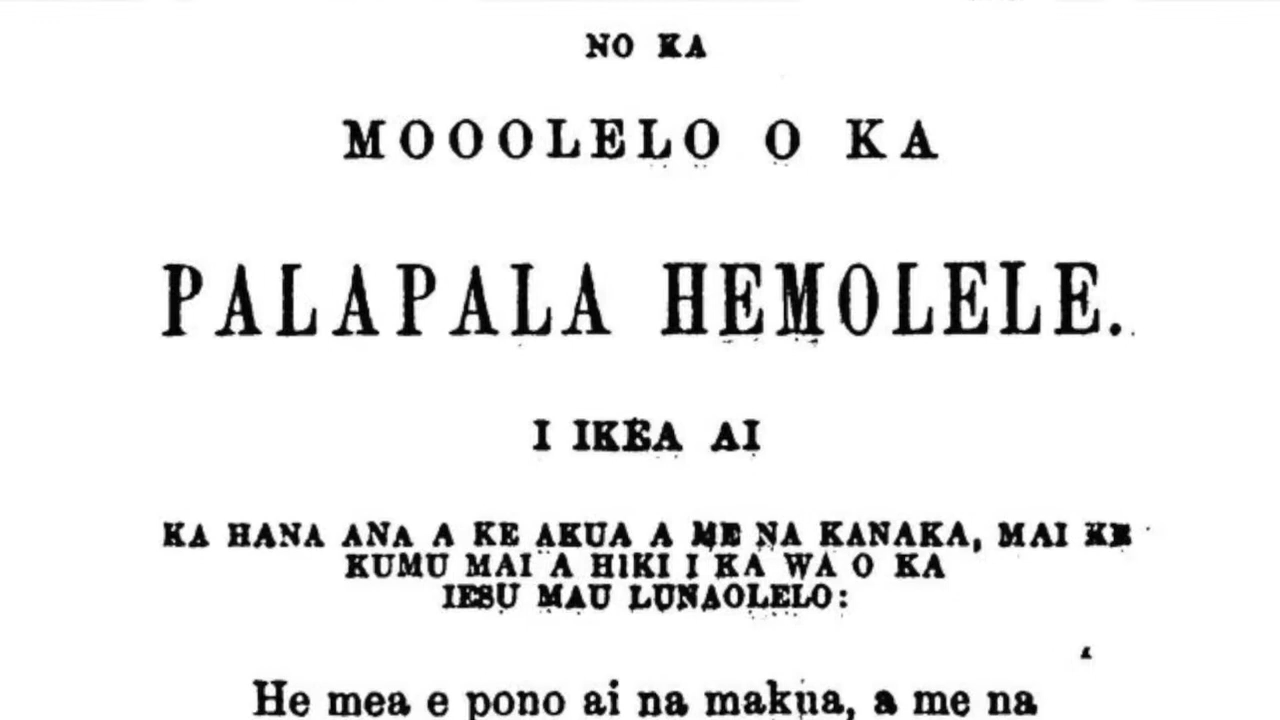 NO KA
MOOOLELO O KA
PALAPALA HEMOLELE.
I IKEA AI
KA HANA ANA A KE AKUA A ME NA KANAKA, MAI KE
KUMU MAI A HIKI I KA WA O KA
IESU MAU LUNAOLELO:
He mea e pono ai na makua, a me na